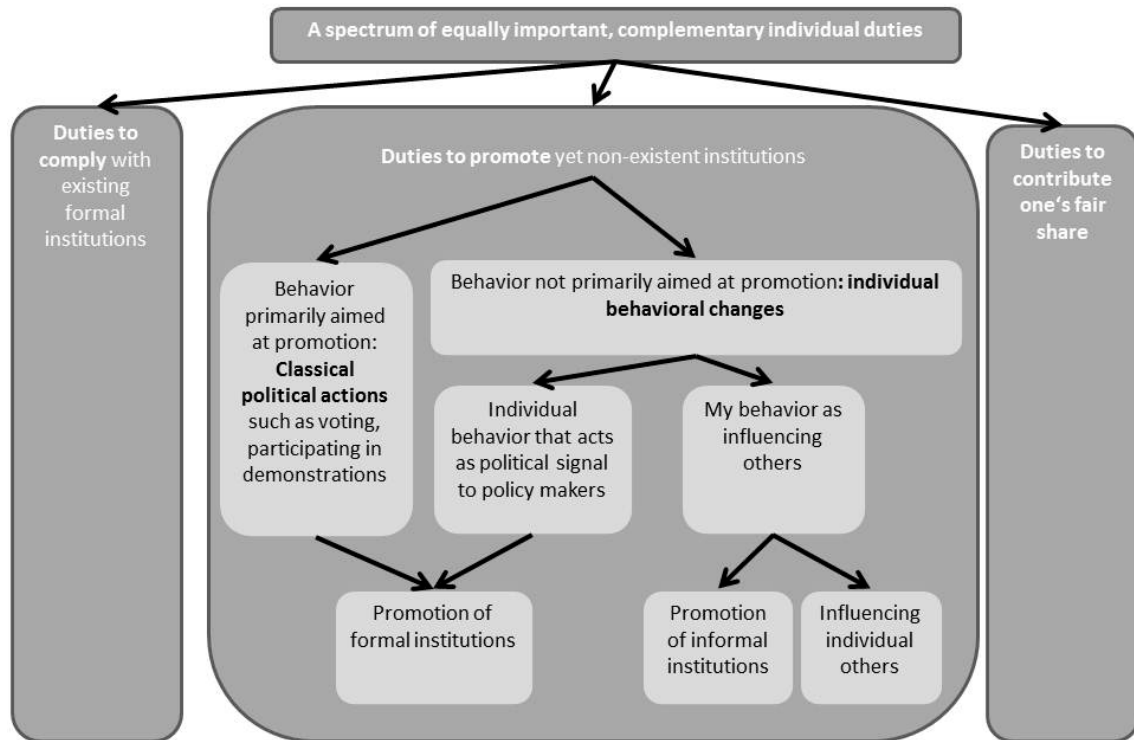 A spectrum of equally important, complementary individual duties
Duties to
comply with
existing
formal
institutions
Duties to promote yet non-existent institutions
Duties to
contribute
one‘s fair
share
Behavior
primarily aimed
at promotion:
Classical
political actions
such as voting,
participating in
demonstrations
Behavior not primarily aimed at promotion: individual
behavioral changes
Individual
behavior that acts
as political signal
to policy makers
My behavior as
influencing
others
Promotion of
formal institutions
Promotion
of informal
institutions
Influencing
individual
others